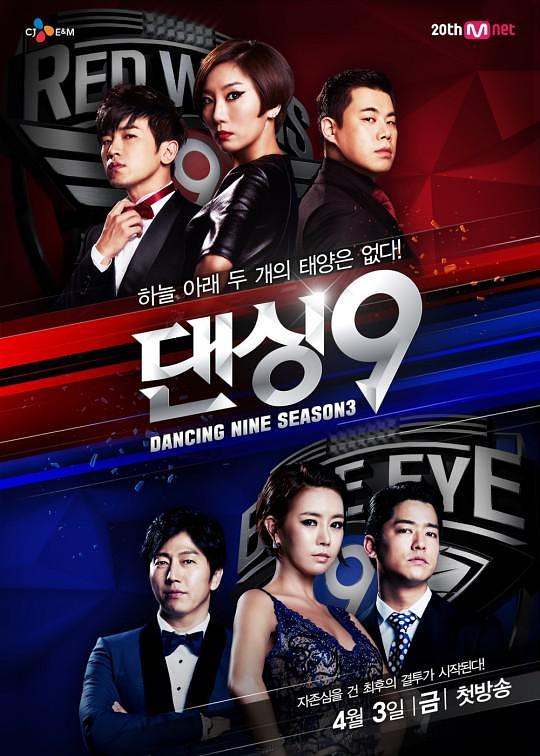 CJ E&M
20th Mnet
RED
9
하늘 아래 두 개의 태양은 없다!
댄싱9
DANCING NINE SEASON3
EYE
9
자존심을 건 최후의 결투가 시작된다!
4월 3일 |금| 첫방송